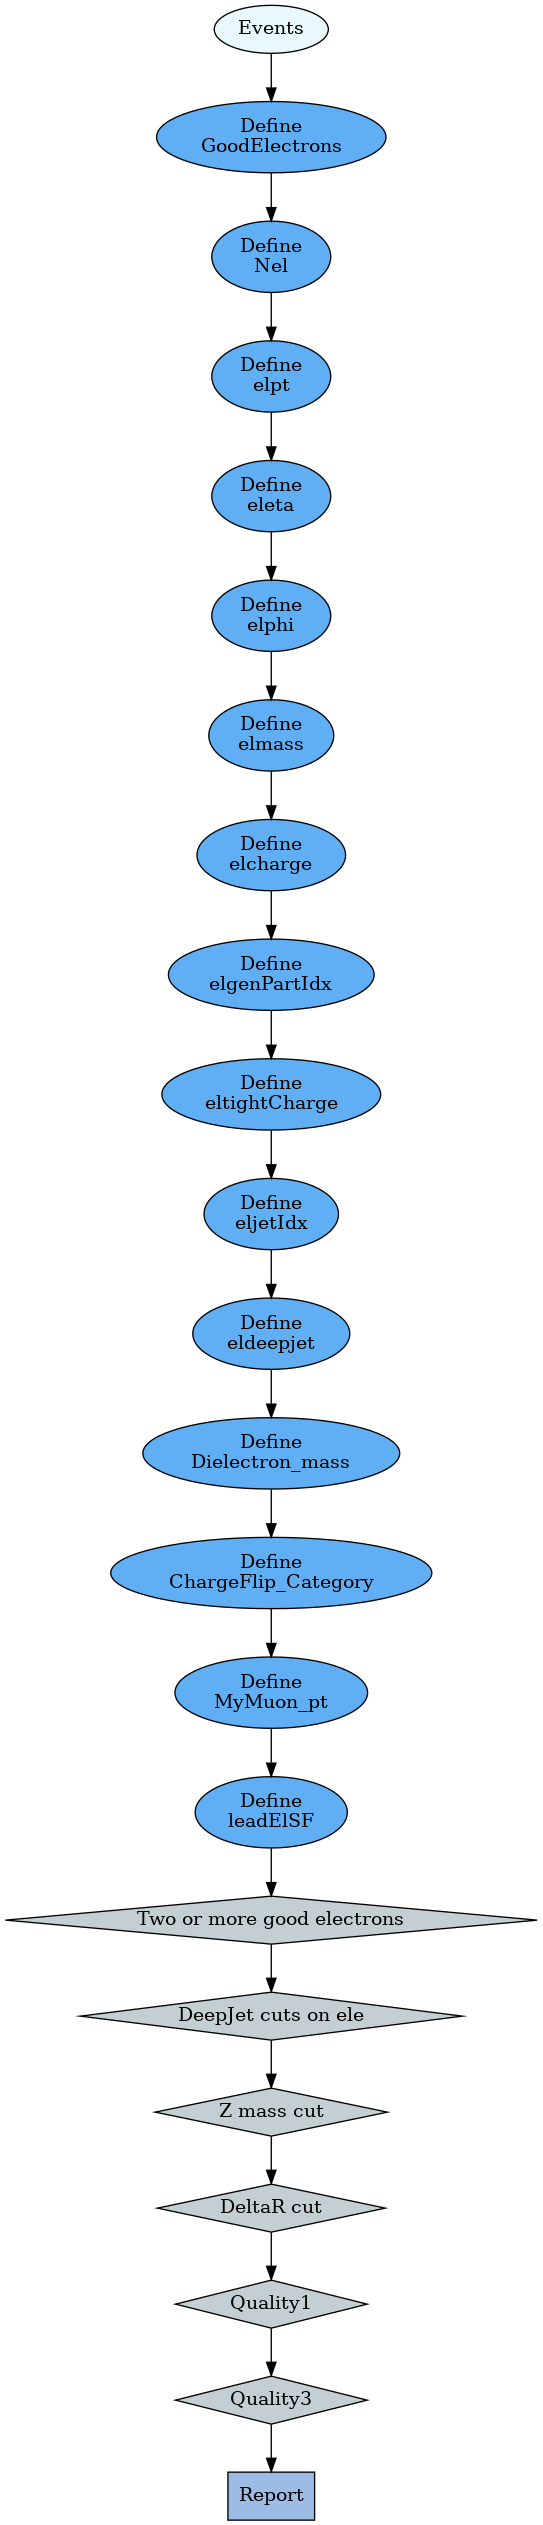 Events
Define
GoodElectrons
Define
Nel
Define
elpt
Define
eleta
Define
elphi
Define
elmass
Define
elcharge
Define
elgenPartIdx
Define
eltightCharge
Define
eljetIdx
Define
eldeepjet
Define
Dielectron_mass
Define
ChargeFlip_Category
Define
MyMuon_pt
Define
leadElSF
Two or more good electrons
DeepJet cuts on ele
Z mass cut
DeltaR cut
Quality1
Quality3
Report